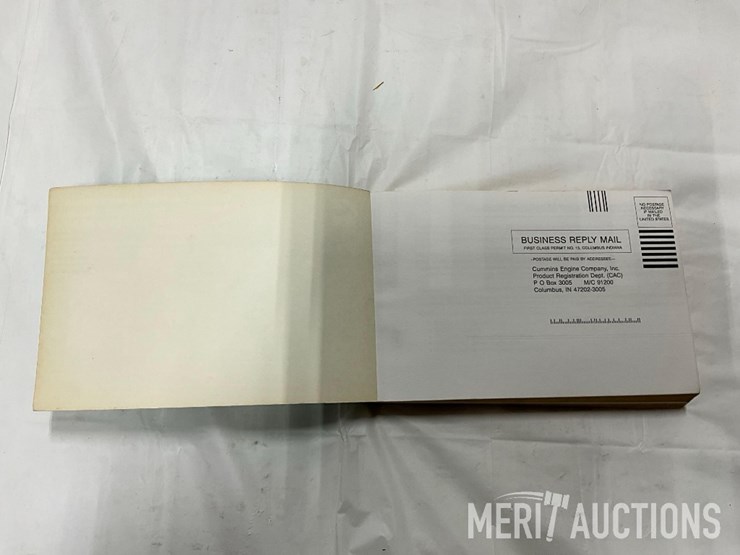 NO POSTAGE
NECESSARY
IF MAILED
IN THE
UNITED STATES
BUSINESS REPLY MAIL
FIRST CLASS PERMIT NO. 15, COLUMBUS INDIANA
—POSTAGE WILL BE PAID BY ADDRESSEE—
Cummins Engine Company, Inc.
Product Registration Dept. (CAC)
P O Box 3005 M/C 91200
Columbus, IN 47202-3005
MERIT AUCTIONS